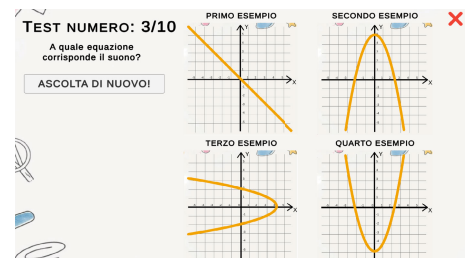 TEST NUMERO: 3/10
A quale equazione
corrisponde il suono?
ASCOLTA DI NUOVO!
PRIMO ESEMPIO
Y
X
SECONDO ESEMPIO
Y
X
TERZO ESEMPIO
Y
X
QUARTO ESEMPIO
Y
X